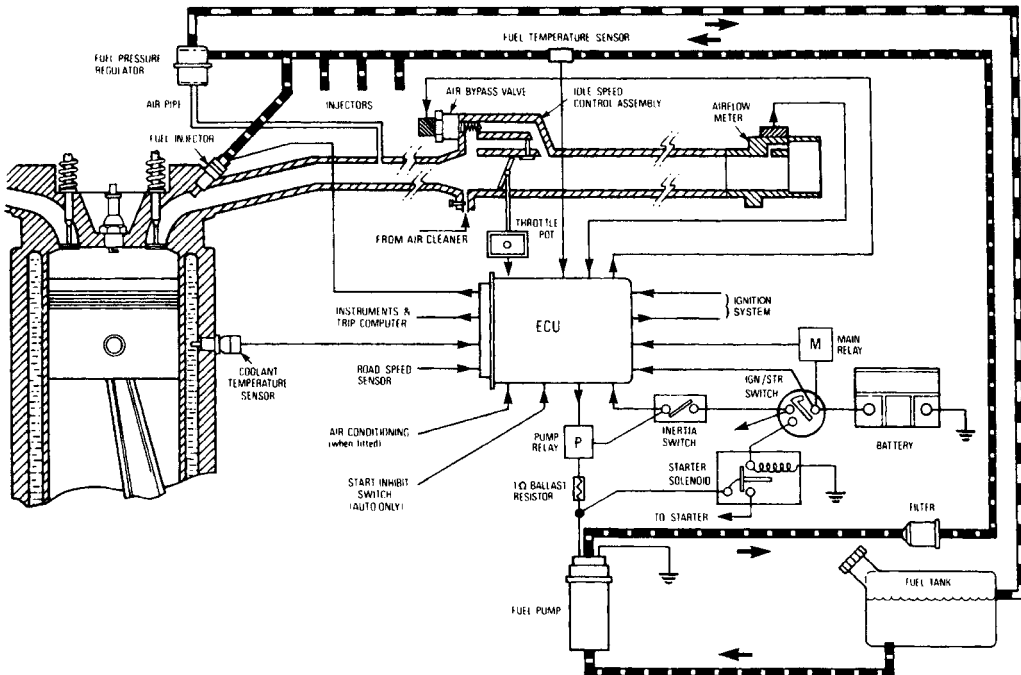 FUEL TEMPERATURE SENSOR
FUEL PRESSURE
REGULATOR
AIR PIPE
INJECTORS
FUEL INJECTOR
AIR BYPASS VALVE
IDLE SPEED
CONTROL ASSEMBLY
AIRFLOW
METER
FROM AIR CLEANER
THROTTLE
POT
INSTRUMENTS &
TRIP COMPUTER
ECU
IGNITION
SYSTEM
M
MAIN
RELAY
COOLANT
TEMPERATURE
SENSOR
ROAD SPEED
SENSOR
IGN/STR
SWITCH
BATTERY
AIR CONDITIONING
(when fitted)
PUMP
RELAY
P
INERTIA
SWITCH
START INHIBIT
SWITCH
(AUTO ONLY)
1Ω BALLAST
RESISTOR
STARTER
SOLENOID
TO STARTER
FILTER
FUEL TANK
FUEL PUMP